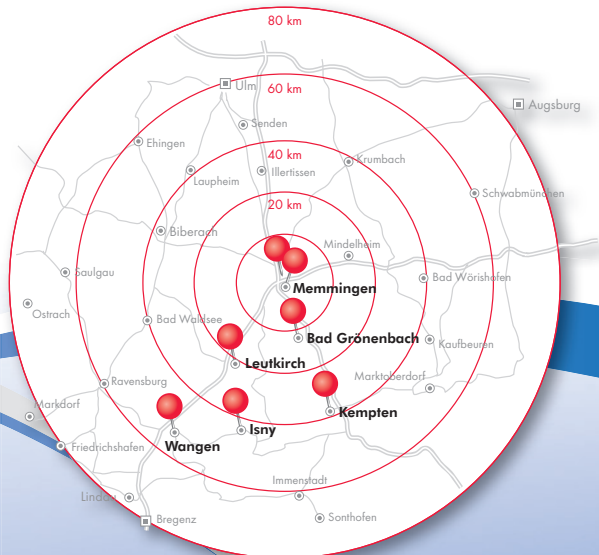 80 km
60 km
Ulm
Augsburg
Senden
Ehingen
40 km
Krumbach
Illertissen
Laupheim
Schwabmünchen
20 km
Biberach
Mindelheim
Saulgau
Bad Wörishofen
Memmingen
Ostrach
Bad Waldsee
Bad Grönenbach
Kaufbeuren
Leutkirch
Marktoberdorf
Ravensburg
Markdorf
Kempten
Isny
Wangen
Friedrichshafen
Immenstadt
Lindau
Bregenz
Sonthofen